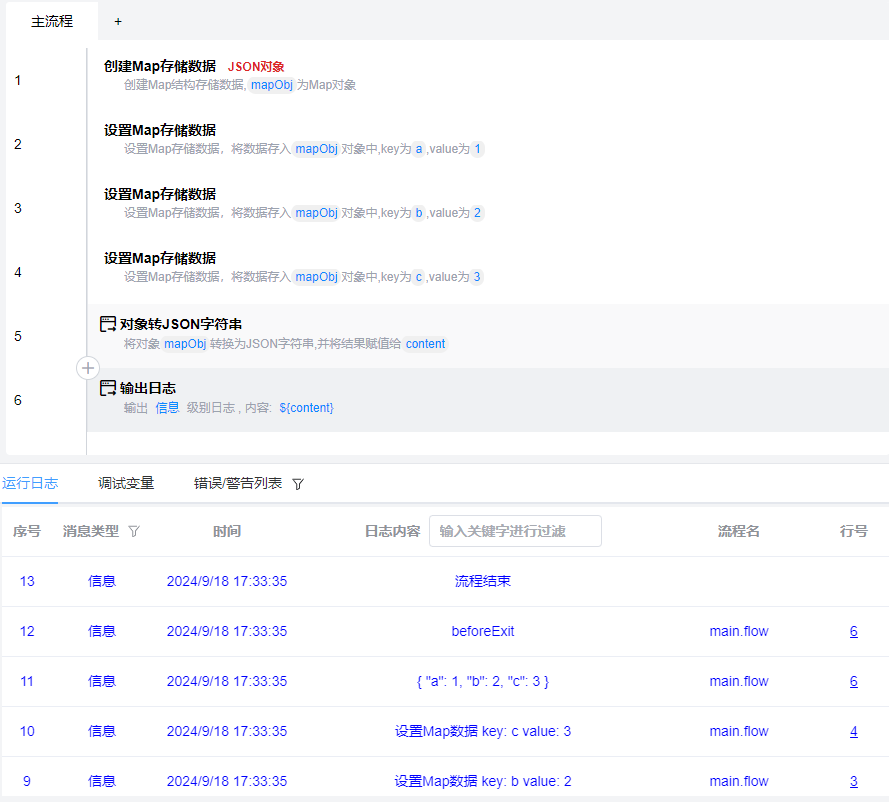 主流程 +
1 创建Map存储数据 JSON对象
创建Map结构存储数据, mapObj 为Map对象
2 设置Map存储数据
设置Map存储数据，将数据存入 mapObj 对象中,key为 a ,value为 1
3 设置Map存储数据
设置Map存储数据，将数据存入 mapObj 对象中,key为 b ,value为 2
4 设置Map存储数据
设置Map存储数据，将数据存入 mapObj 对象中,key为 c ,value为 3
5 对象转JSON字符串
将对象 mapObj 转换为JSON字符串,并将结果赋值给 content
6 输出日志
输出 信息 级别日志 , 内容: ${content}
运行日志 调试变量 错误/警告列表
序号 消息类型 时间 日志内容 输入关键字进行过滤 流程名 行号
13 信息 2024/9/18 17:33:35 流程结束
12 信息 2024/9/18 17:33:35 beforeExit main.flow 6
11 信息 2024/9/18 17:33:35 { "a": 1, "b": 2, "c": 3 } main.flow 6
10 信息 2024/9/18 17:33:35 设置Map数据 key: c value: 3 main.flow 4
9 信息 2024/9/18 17:33:35 设置Map数据 key: b value: 2 main.flow 3